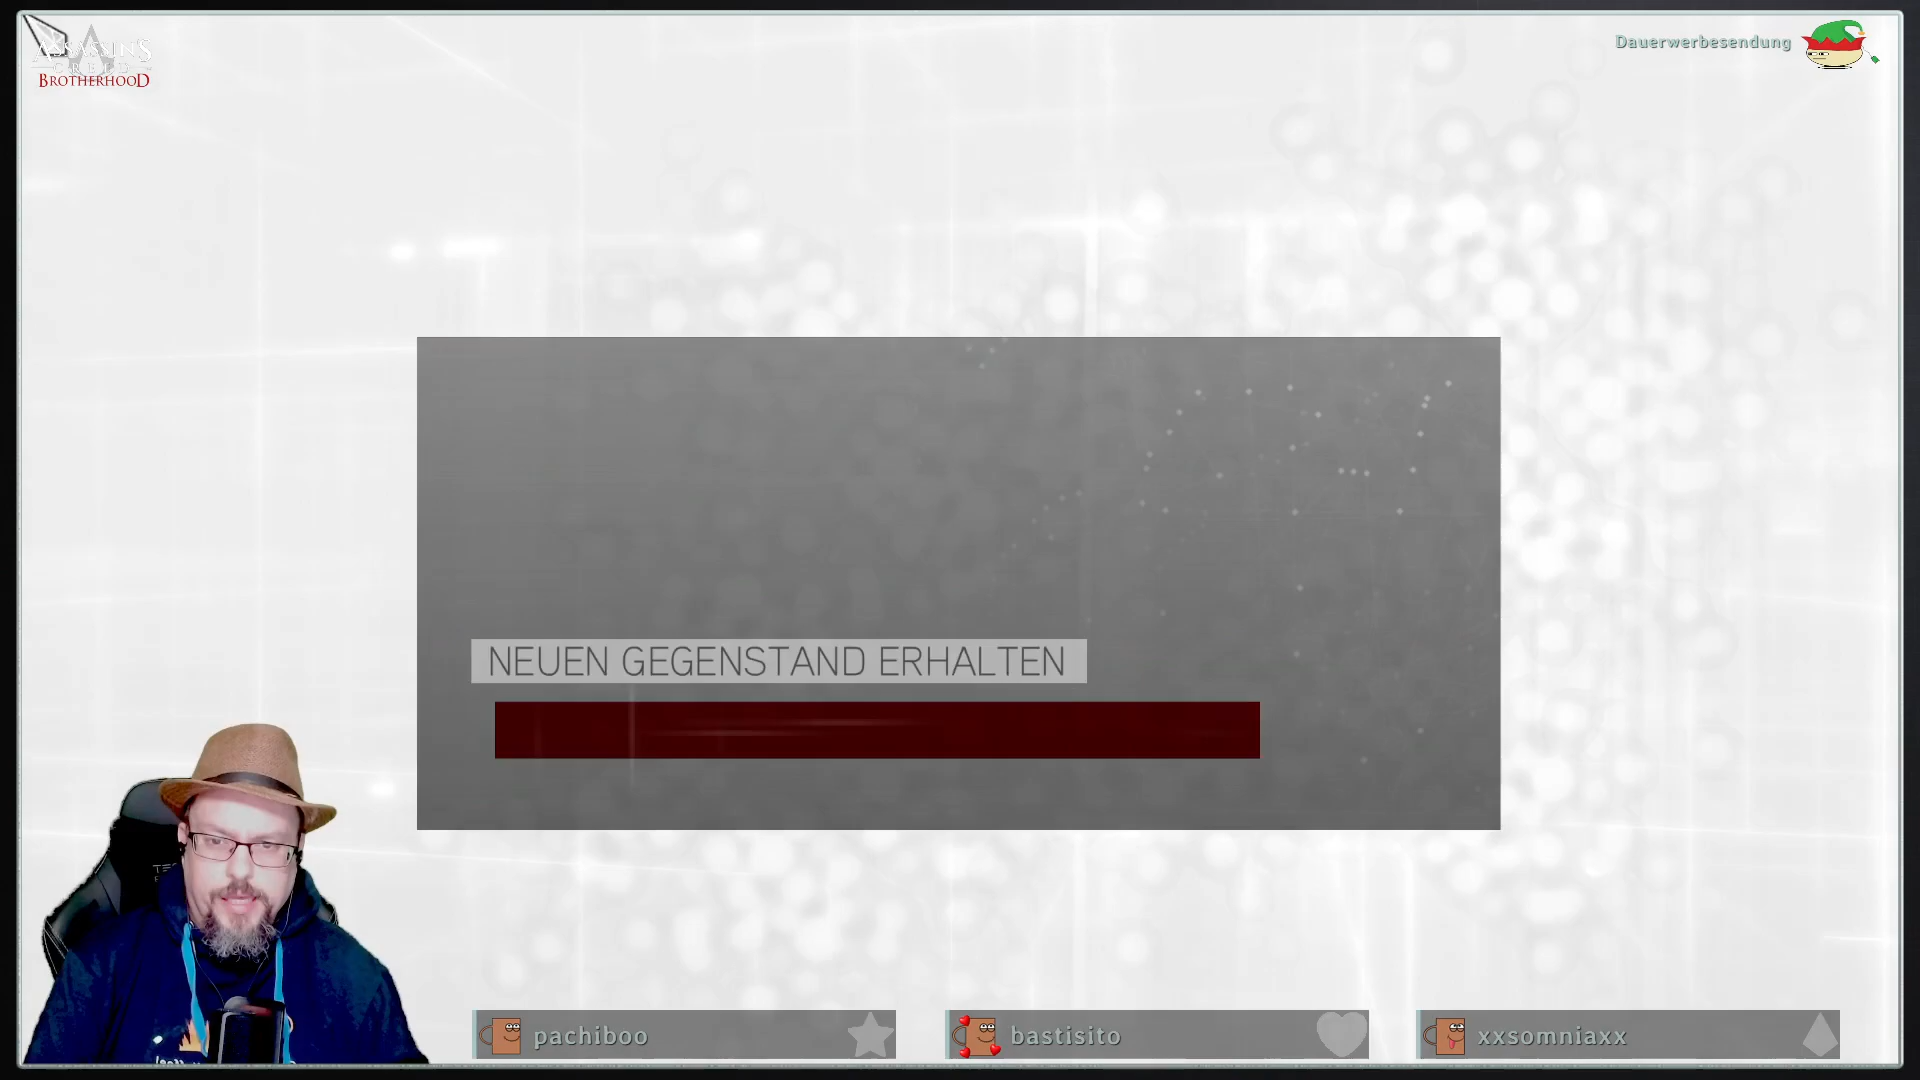 ASSASSIN'S
CREED
BROTHERHOOD
Dauerwerbesendung
NEUEN GEGENSTAND ERHALTEN
pachiboo
bastisito
xxsomniaxx